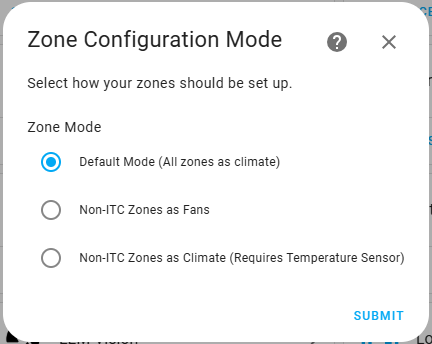 Zone Configuration Mode
Select how your zones should be set up.
Zone Mode
Default Mode (All zones as climate)
Non-ITC Zones as Fans
Non-ITC Zones as Climate (Requires Temperature Sensor)
SUBMIT